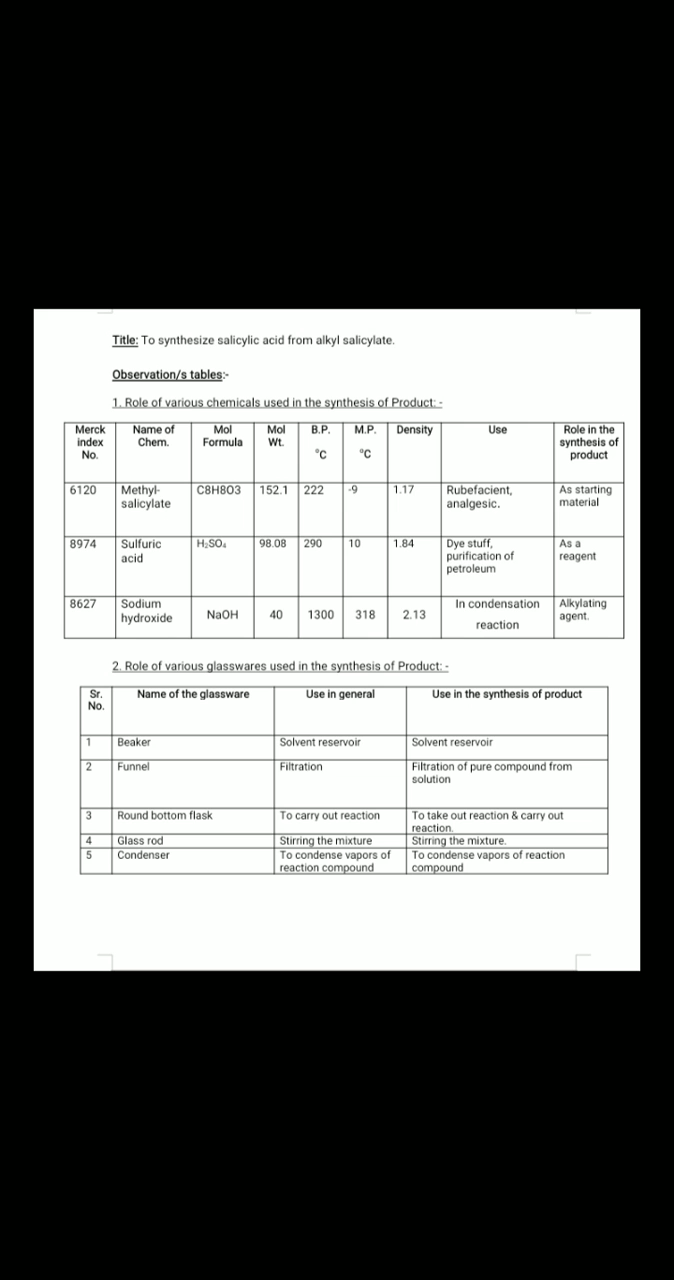 Title: To synthesize salicylic acid from alkyl salicylate.
Observation/s tables:-
1. Role of various chemicals used in the synthesis of Product: -
Merck index No. Name of Chem. Mol Formula Mol Wt. B.P. °C M.P. °C Density Use Role in the synthesis of product
6120 Methyl-salicylate C8H8O3 152.1 222 -9 1.17 Rubefacient, analgesic. As starting material
8974 Sulfuric acid H₂SO₄ 98.08 290 10 1.84 Dye stuff, purification of petroleum As a reagent
8627 Sodium hydroxide NaOH 40 1300 318 2.13 In condensation reaction Alkylating agent.
2. Role of various glasswares used in the synthesis of Product: -
Sr. No. Name of the glassware Use in general Use in the synthesis of product
1 Beaker Solvent reservoir Solvent reservoir
2 Funnel Filtration Filtration of pure compound from solution
3 Round bottom flask To carry out reaction To take out reaction & carry out reaction.
4 Glass rod Stirring the mixture Stirring the mixture.
5 Condenser To condense vapors of reaction compound To condense vapors of reaction compound